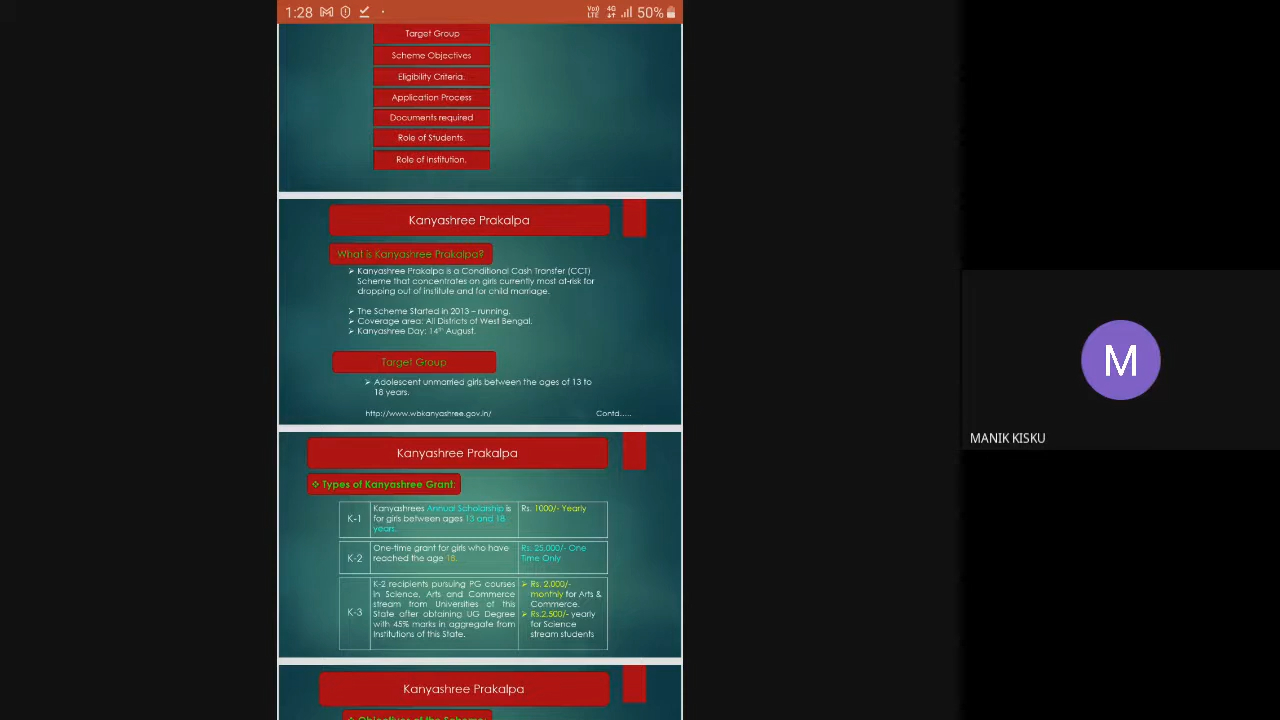 1:28
Vo)) LTE 4G 50%
Target Group
Scheme Objectives
Eligibility Criteria.
Application Process
Documents required
Role of Students.
Role of Institution.
Kanyashree Prakalpa
What is Kanyashree Prakalpa?
➤ Kanyashree Prakalpa is a Conditional Cash Transfer (CCT)
Scheme that concentrates on girls currently most at-risk for
dropping out of institute and for child marriage.
➤ The Scheme Started in 2013 – running.
➤ Coverage area: All Districts of West Bengal.
➤ Kanyashree Day: 14th August.
Target Group
➤ Adolescent unmarried girls between the ages of 13 to
18 years.
http://www.wbkanyashree.gov.in/ Contd.....
Kanyashree Prakalpa
❖ Types of Kanyashree Grant:
K-1
Kanyashrees Annual Scholarship is
for girls between ages 13 and 18
years.
Rs. 1000/- Yearly
K-2
One-time grant for girls who have
reached the age 18.
Rs. 25,000/- One
Time Only
K-3
K-2 recipients pursuing PG courses
in Science, Arts and Commerce
stream from Universities of this
State after obtaining UG Degree
with 45% marks in aggregate from
Institutions of this State.
➤ Rs. 2,000/-
monthly for Arts &
Commerce.
➤ Rs.2,500/- yearly
for Science
stream students
Kanyashree Prakalpa
❖ Objectives of the Scheme:
M
MANIK KISKU